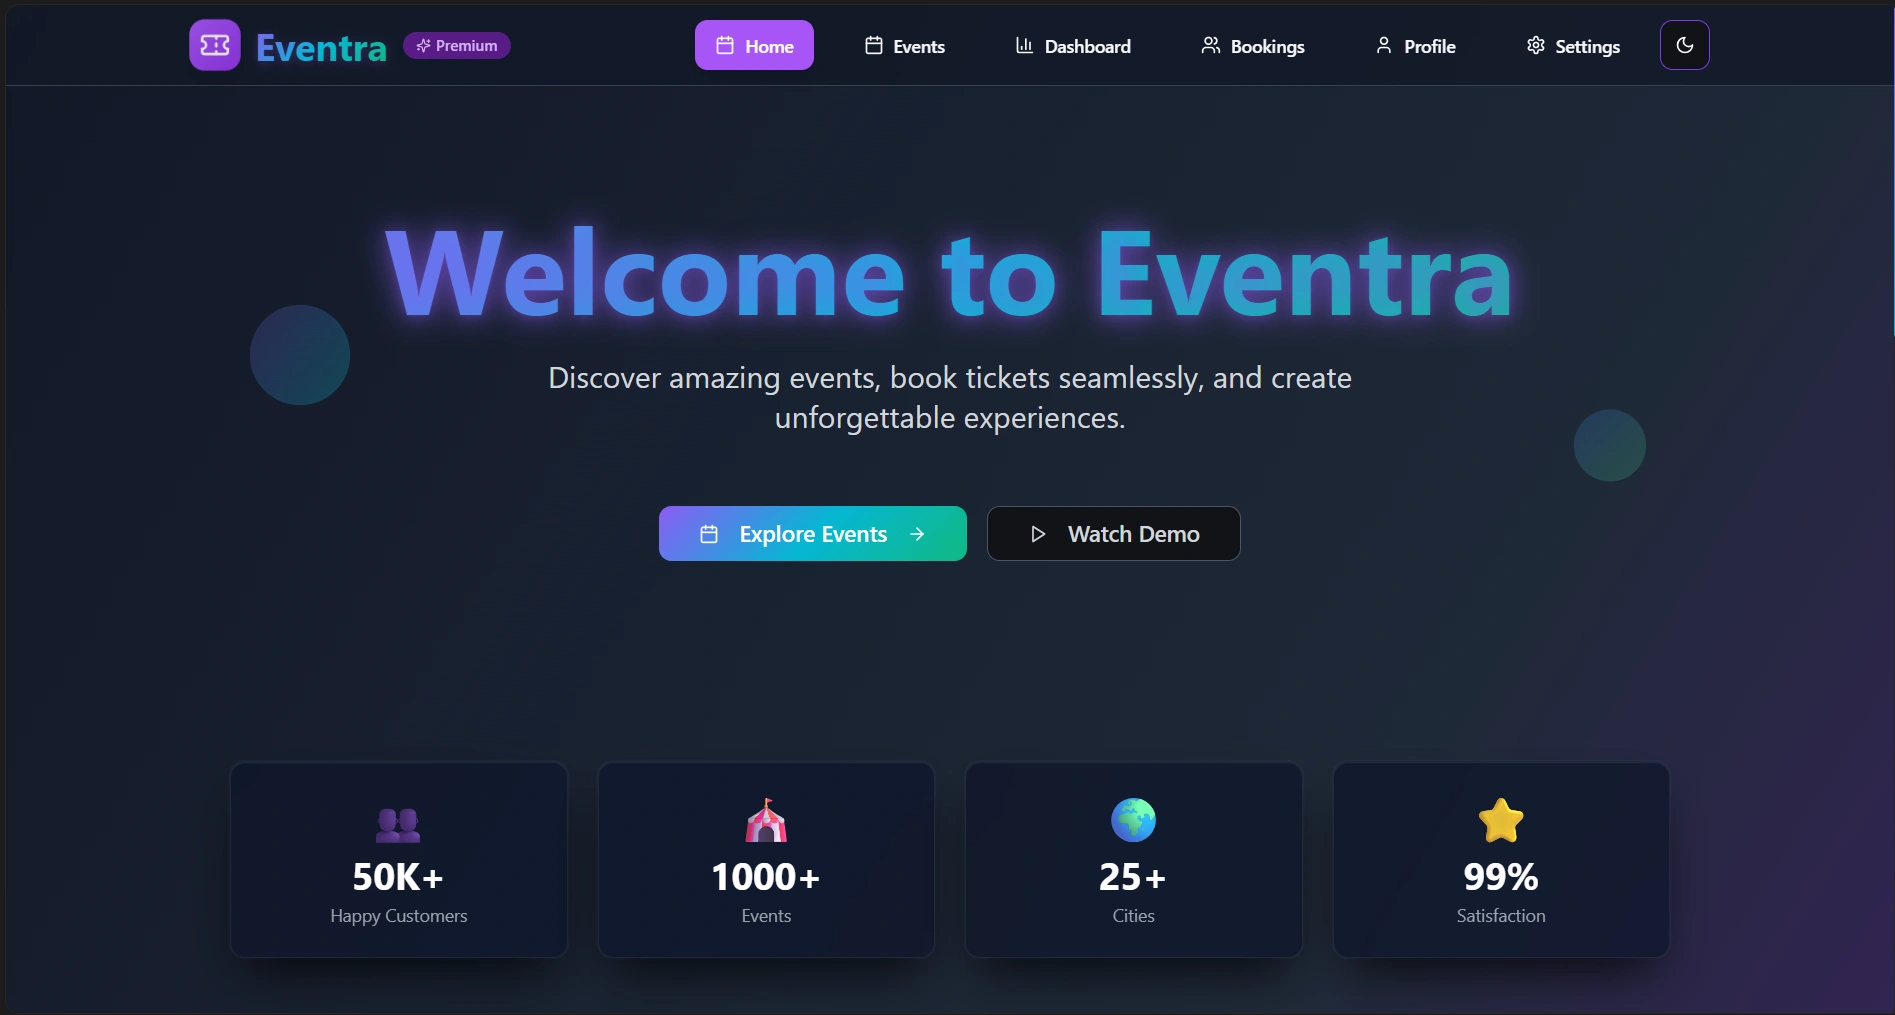 Eventra
Premium
Home
Events
Dashboard
Bookings
Profile
Settings
Welcome to Eventra
Discover amazing events, book tickets seamlessly, and create
unforgettable experiences.
Explore Events
Watch Demo
50K+
Happy Customers
1000+
Events
25+
Cities
99%
Satisfaction